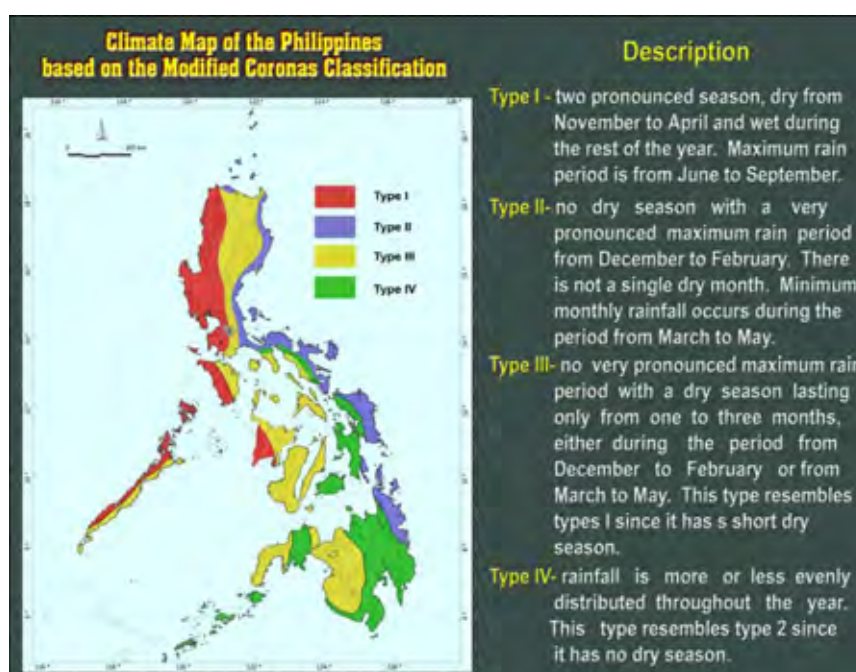 Climate Map of the Philippines
based on the Modified Coronas Classification
Type I
Type II
Type III
Type IV
Description
Type I - two pronounced season, dry from
November to April and wet during
the rest of the year. Maximum rain
period is from June to September.
Type II- no dry season with a very
pronounced maximum rain period
from December to February. There
is not a single dry month. Minimum
monthly rainfall occurs during the
period from March to May.
Type III- no very pronounced maximum rain
period with a dry season lasting
only from one to three months,
either during the period from
December to February or from
March to May. This type resembles
types I since it has s short dry
season.
Type IV- rainfall is more or less evenly
distributed throughout the year.
This type resembles type 2 since
it has no dry season.